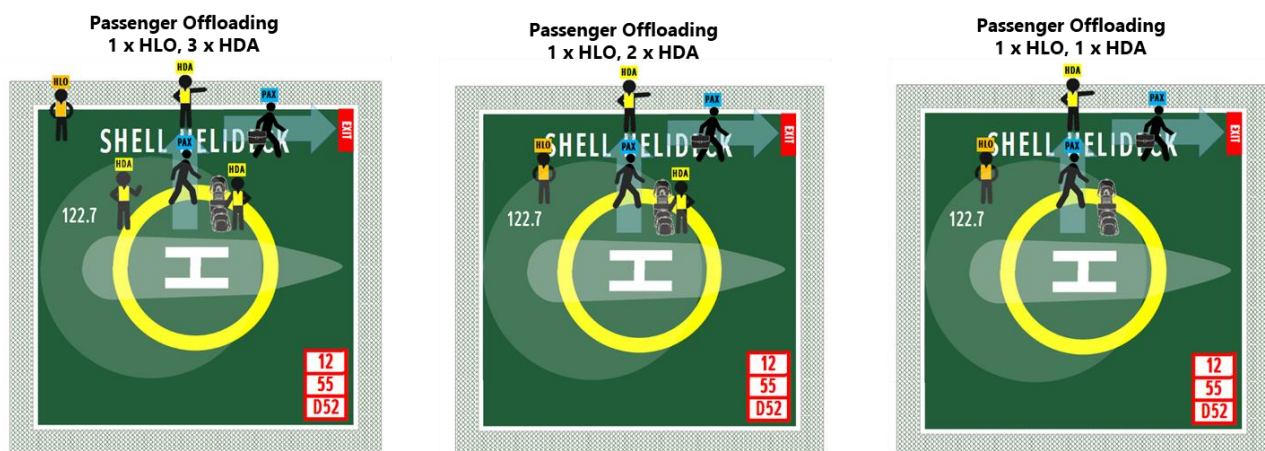 Passenger Offloading
1 x HLO, 3 x HDA
HLO
HDA
PAX
EXIT
SHELL HELIDECK
PAX
HDA
HDA
122.7
H
12
55
D52
Passenger Offloading
1 x HLO, 2 x HDA
HDA
PAX
EXIT
SHELL HELIDECK
HLO
PAX
HDA
122.7
H
12
55
D52
Passenger Offloading
1 x HLO, 1 x HDA
HDA
PAX
EXIT
SHELL HELIDECK
HLO
PAX
122.7
H
12
55
D52